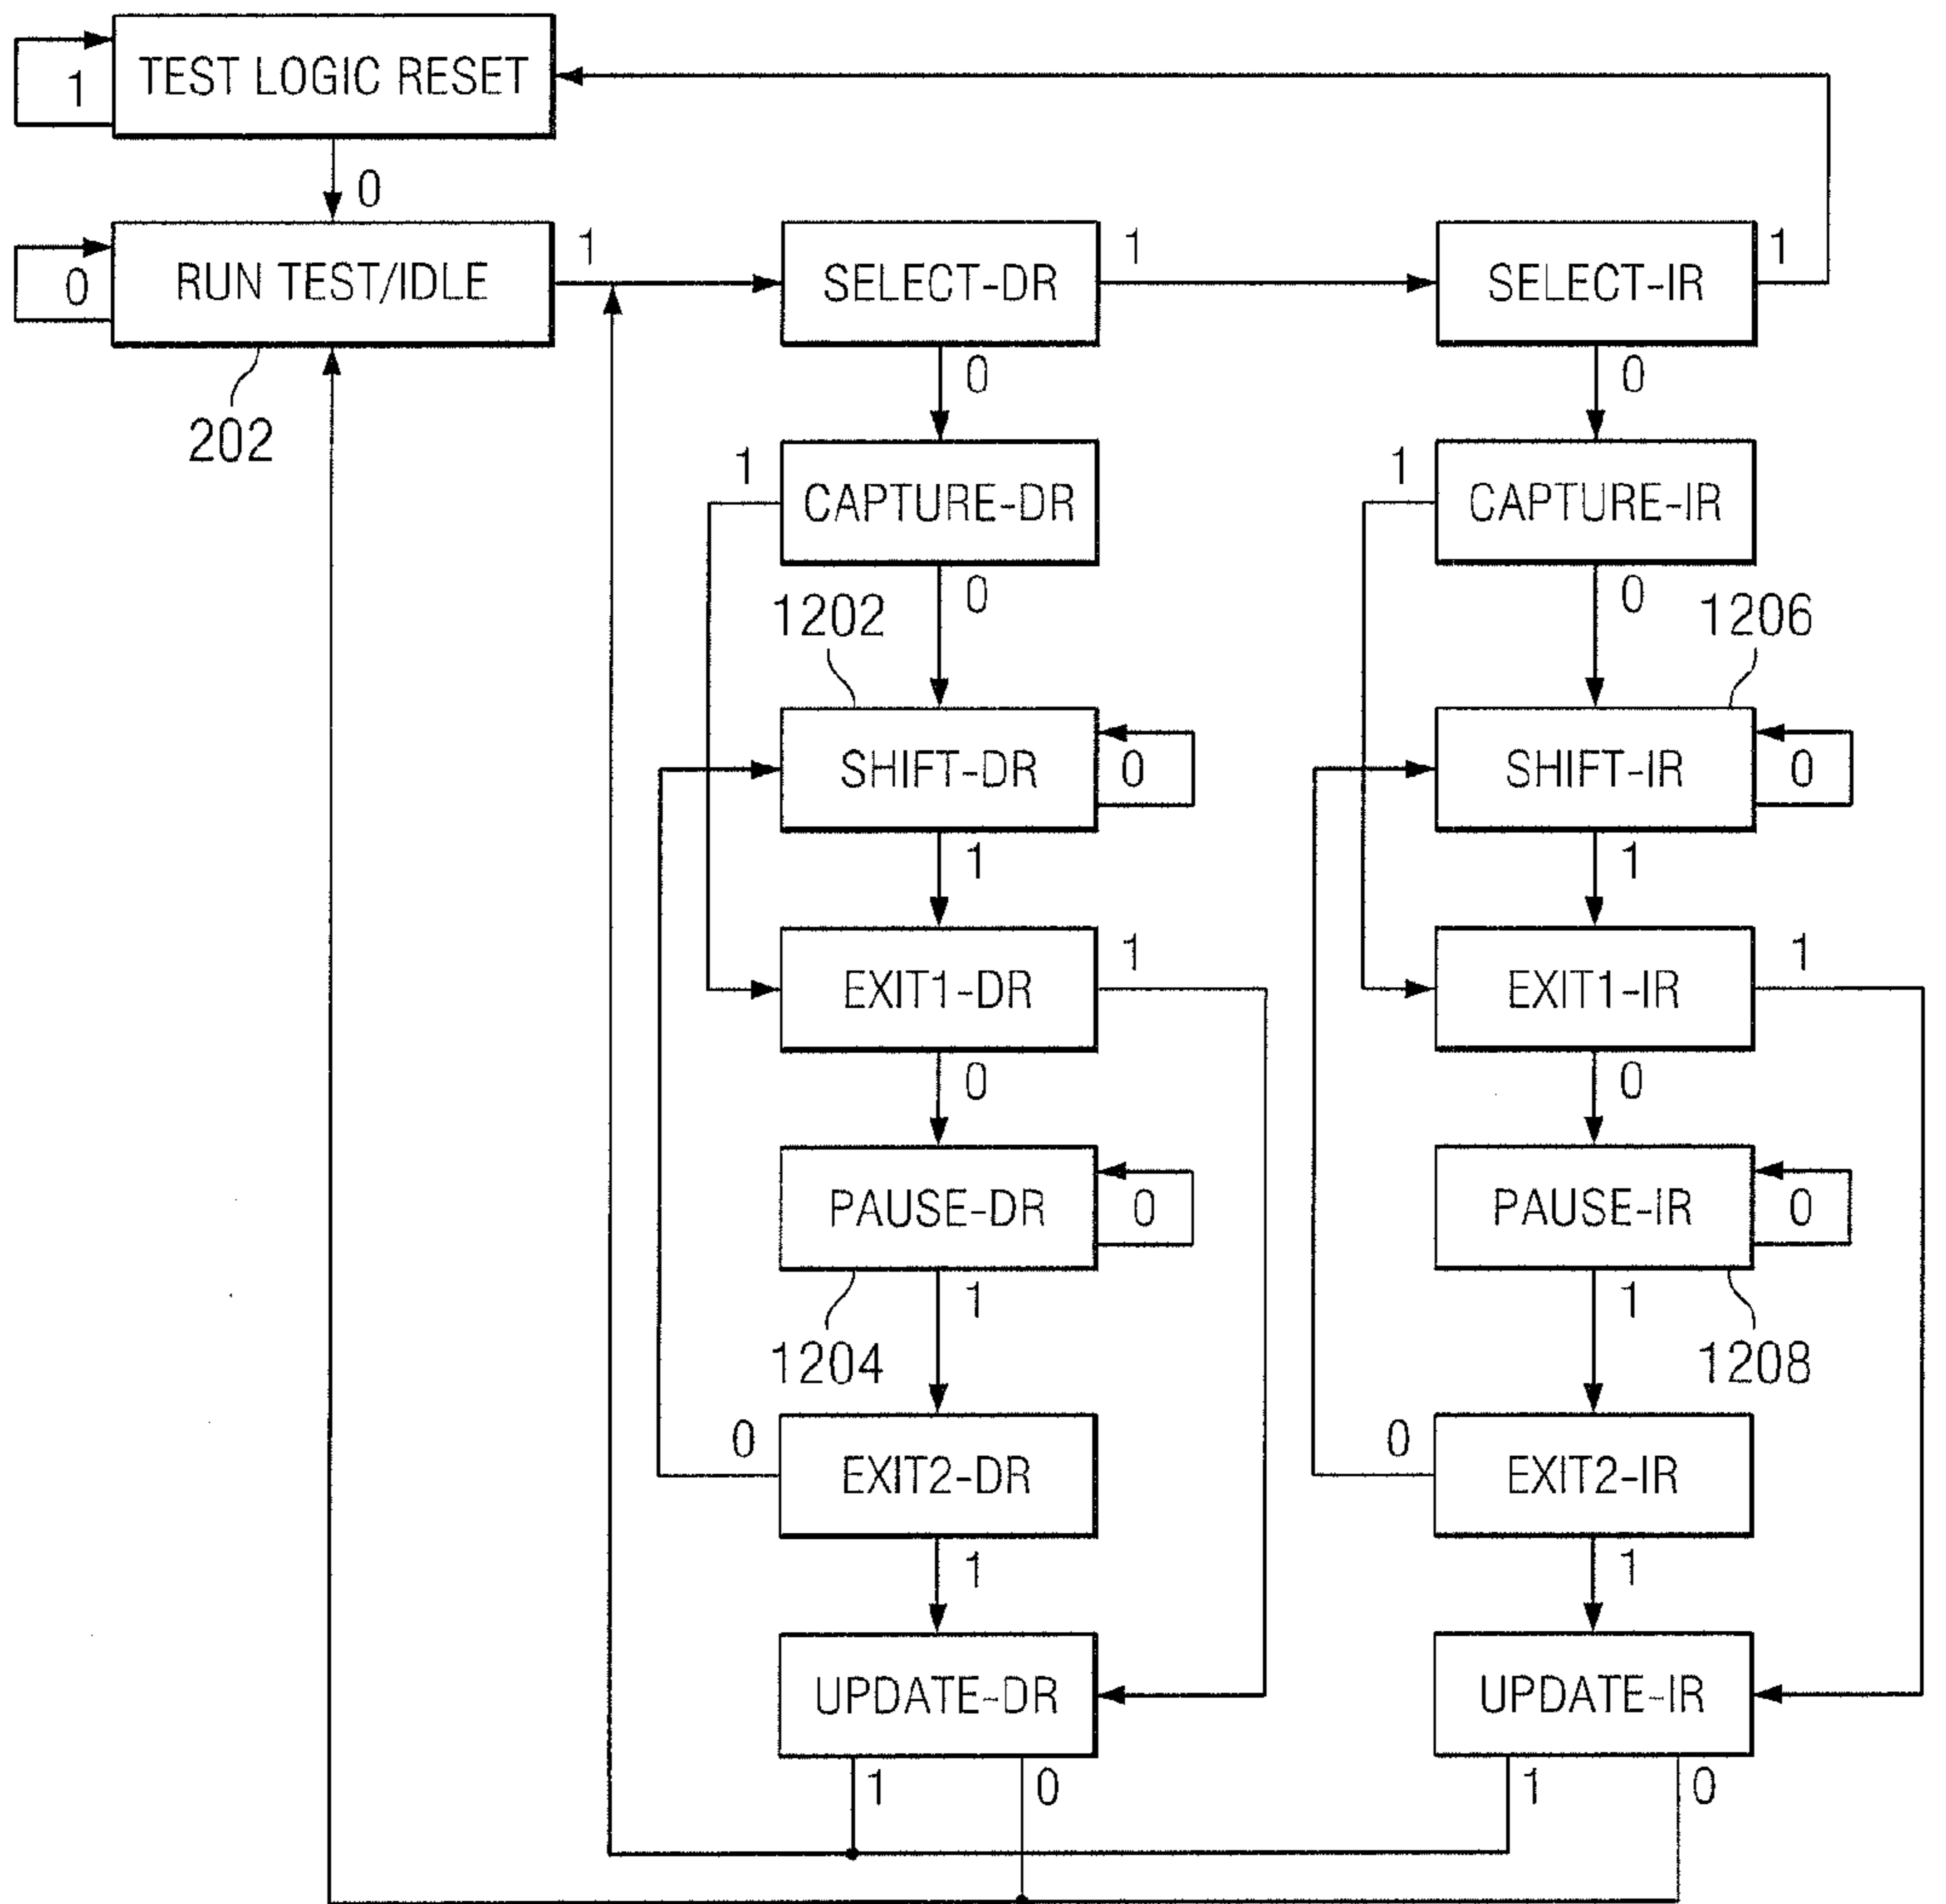 TEST LOGIC RESET
1
0
RUN TEST/IDLE
0
1
SELECT-DR
1
SELECT-IR
1
202
0
0
1
CAPTURE-DR
1
CAPTURE-IR
0
0
1202
1206
SHIFT-DR
0
SHIFT-IR
0
1
1
EXIT1-DR
1
EXIT1-IR
1
0
0
PAUSE-DR
0
PAUSE-IR
0
1
1
1204
1208
0
EXIT2-DR
0
EXIT2-IR
1
1
UPDATE-DR
UPDATE-IR
1
0
1
0